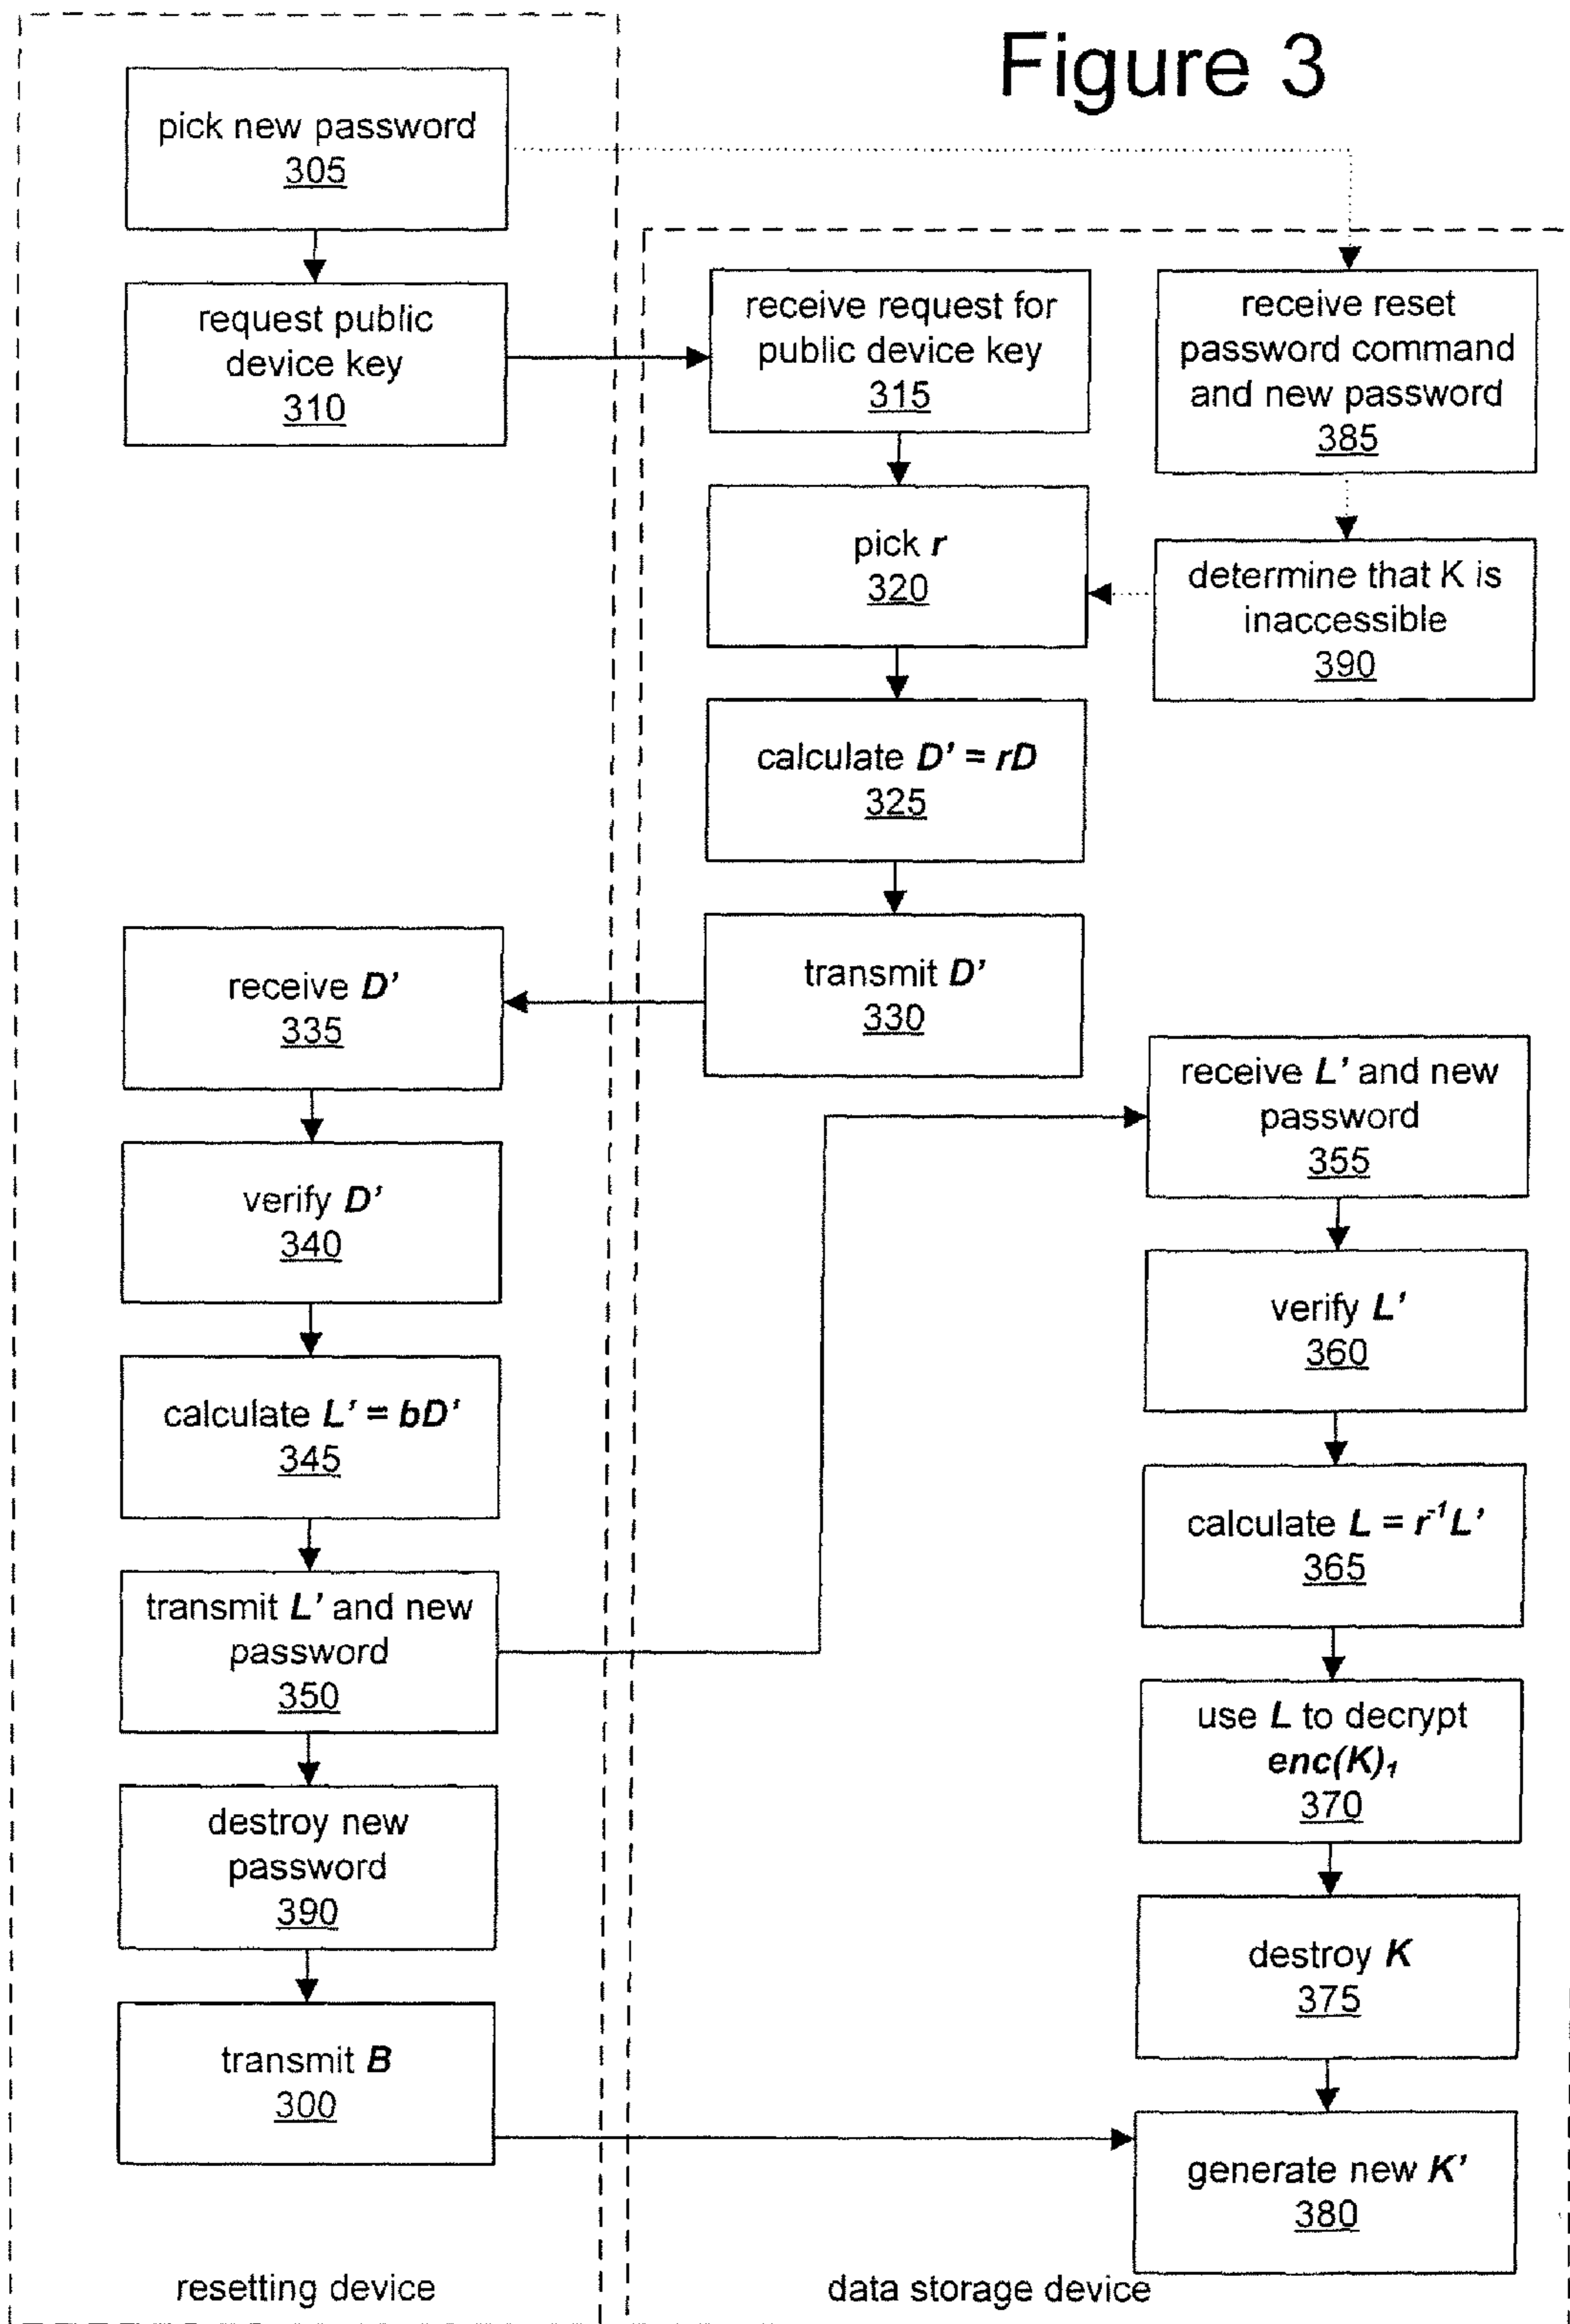 Figure 3
pick new password
305
request public
device key
310
receive request for
public device key
315
receive reset
password command
and new password
385
pick r
320
determine that K is
inaccessible
390
calculate D' = rD
325
transmit D'
330
receive D'
335
verify D'
340
calculate L' = bD'
345
transmit L' and new
password
350
destroy new
password
390
transmit B
300
receive L' and new
password
355
verify L'
360
calculate L = r⁻¹L'
365
use L to decrypt
enc(K)₁
370
destroy K
375
generate new K'
380
resetting device
data storage device